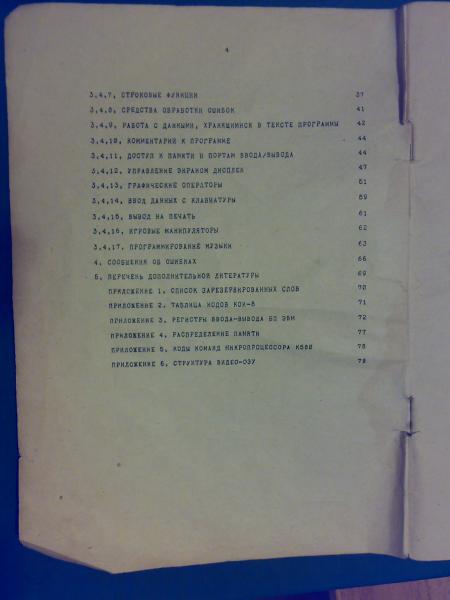 4
3.4.7. СТРОКОВЫЕ ФУНКЦИИ 37
3.4.8. СРЕДСТВА ОБРАБОТКИ ОШИБОК 41
3.4.9. РАБОТА С ДАННЫМИ, ХРАНЯЩИМИСЯ В ТЕКСТЕ ПРОГРАММЫ 42
3.4.10. КОММЕНТАРИИ К ПРОГРАММЕ 44
3.4.11. ДОСТУП К ПАМЯТИ И ПОРТАМ ВВОДА/ВЫВОДА 44
3.4.12. УПРАВЛЕНИЕ ЭКРАНОМ ДИСПЛЕЯ 47
3.4.13. ГРАФИЧЕСКИЕ ОПЕРАТОРЫ 51
3.4.14. ВВОД ДАННЫХ С КЛАВИАТУРЫ 59
3.4.15. ВЫВОД НА ПЕЧАТЬ 61
3.4.16. ИГРОВЫЕ МАНИПУЛЯТОРЫ 62
3.4.17. ПРОГРАММИРОВАНИЕ МУЗЫКИ 63
4. СООБЩЕНИЯ ОБ ОШИБКАХ 66
5. ПЕРЕЧЕНЬ ДОПОЛНИТЕЛЬНОЙ ЛИТЕРАТУРЫ 69
ПРИЛОЖЕНИЕ 1. СПИСОК ЗАРЕЗЕРВИРОВАННЫХ СЛОВ 70
ПРИЛОЖЕНИЕ 2. ТАБЛИЦА КОДОВ КОИ-8 71
ПРИЛОЖЕНИЕ 3. РЕГИСТРЫ ВВОДА-ВЫВОДА БП ЭВМ 72
ПРИЛОЖЕНИЕ 4. РАСПРЕДЕЛЕНИЕ ПАМЯТИ 77
ПРИЛОЖЕНИЕ 5. КОДЫ КОМАНД МИКРОПРОЦЕССОРА К580 78
ПРИЛОЖЕНИЕ 6. СТРУКТУРА ВИДЕО-ОЗУ 79